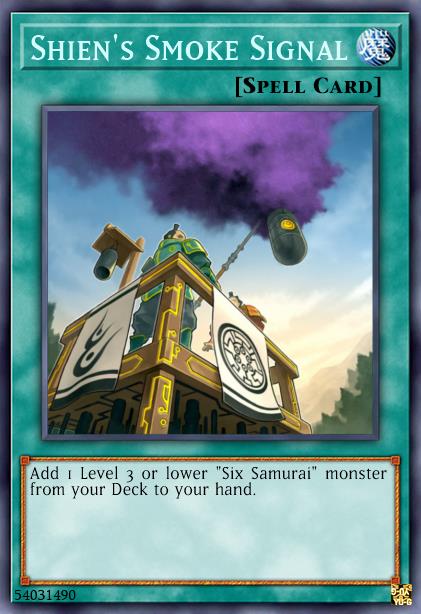 Shien's Smoke Signal 魔
[Spell Card]
Add 1 Level 3 or lower "Six Samurai" monster
from your Deck to your hand.
54031490